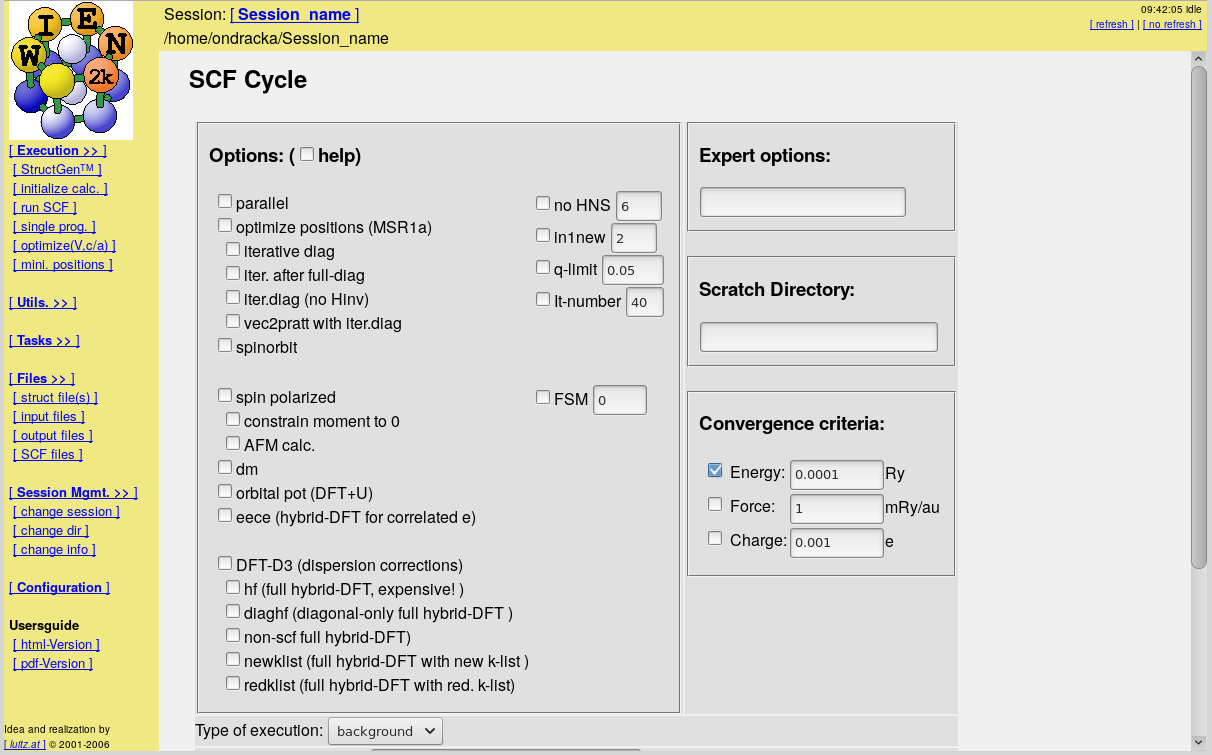 W I E N 2k
[ Execution >> ]
[ StructGen™ ]
[ initialize calc. ]
[ run SCF ]
[ single prog. ]
[ optimize(V,c/a) ]
[ mini. positions ]
[ Utils. >> ]
[ Tasks >> ]
[ Files >> ]
[ struct file(s) ]
[ input files ]
[ output files ]
[ SCF files ]
[ Session Mgmt. >> ]
[ change session ]
[ change dir ]
[ change info ]
[ Configuration ]
Usersguide
[ html-Version ]
[ pdf-Version ]
Idea and realization by
[ luitz.at ] © 2001-2006
Session: [ Session_name ]
/home/ondracka/Session_name
09:42:05 idle
[ refresh ] | [ no refresh ]
SCF Cycle
Options: ( help)
parallel
optimize positions (MSR1a)
iterative diag
iter. after full-diag
iter.diag (no Hinv)
vec2pratt with iter.diag
spinorbit
no HNS 6
in1new 2
q-limit 0.05
It-number 40
spin polarized
FSM 0
constrain moment to 0
AFM calc.
dm
orbital pot (DFT+U)
eece (hybrid-DFT for correlated e)
DFT-D3 (dispersion corrections)
hf (full hybrid-DFT, expensive! )
diaghf (diagonal-only full hybrid-DFT )
non-scf full hybrid-DFT)
newklist (full hybrid-DFT with new k-list )
redklist (full hybrid-DFT with red. k-list)
Expert options:
Scratch Directory:
Convergence criteria:
Energy: 0.0001 Ry
Force: 1 mRy/au
Charge: 0.001 e
Type of execution: background